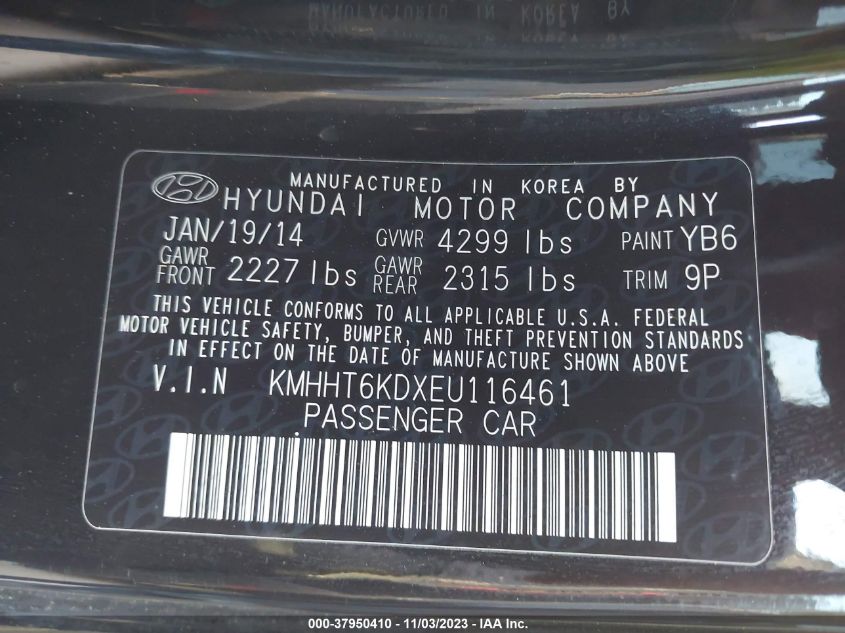 MANUFACTURED IN KOREA BY
HYUNDAI MOTOR COMPANY
JAN/19/14 GVWR 4299 lbs PAINT YB6
GAWR FRONT 2227 lbs GAWR REAR 2315 lbs TRIM 9P
THIS VEHICLE CONFORMS TO ALL APPLICABLE U.S.A. FEDERAL
MOTOR VEHICLE SAFETY, BUMPER, AND THEFT PREVENTION STANDARDS
IN EFFECT ON THE DATE OF MANUFACTURE SHOWN ABOVE
V.I.N KMHHT6KDXEU116461
PASSENGER CAR
000-37950410 - 11/03/2023 - IAA Inc.